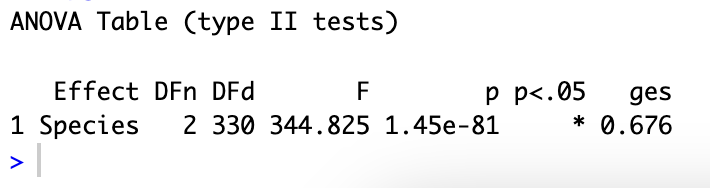 ANOVA Table (type II tests)
Effect DFn DFd F p p<.05 ges
1 Species 2 330 344.825 1.45e-81 * 0.676
>